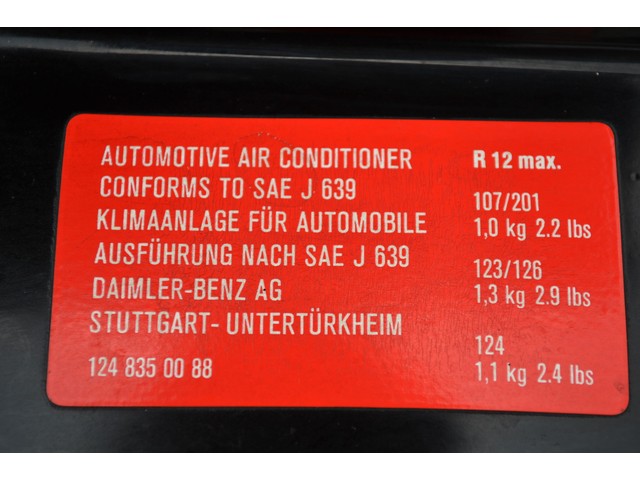 AUTOMOTIVE AIR CONDITIONER
CONFORMS TO SAE J 639
KLIMAANLAGE FÜR AUTOMOBILE
AUSFÜHRUNG NACH SAE J 639
DAIMLER-BENZ AG
STUTTGART- UNTERTÜRKHEIM
124 835 00 88
R 12 max.
107/201
1,0 kg 2.2 lbs
123/126
1,3 kg 2.9 lbs
124
1,1 kg 2.4 lbs